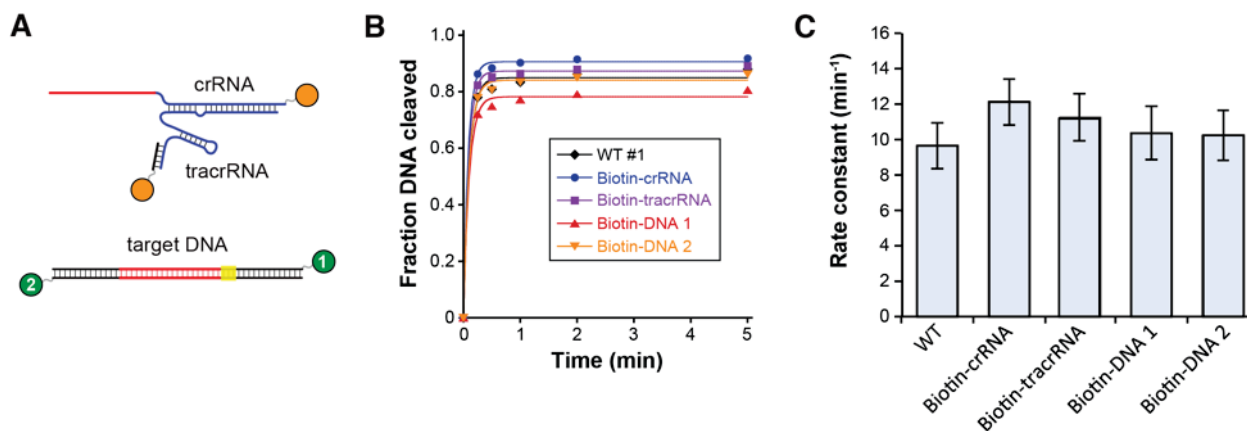 A
crRNA
tracrRNA
target DNA
1
2
B
Fraction DNA cleaved
1.0
0.8
0.6
0.4
0.2
0
WT #1
Biotin-crRNA
Biotin-tracrRNA
Biotin-DNA 1
Biotin-DNA 2
0 1 2 3 4 5
Time (min)
C
Rate constant (min⁻¹)
16
14
12
10
8
6
4
2
0
WT
Biotin-crRNA
Biotin-tracrRNA
Biotin-DNA 1
Biotin-DNA 2